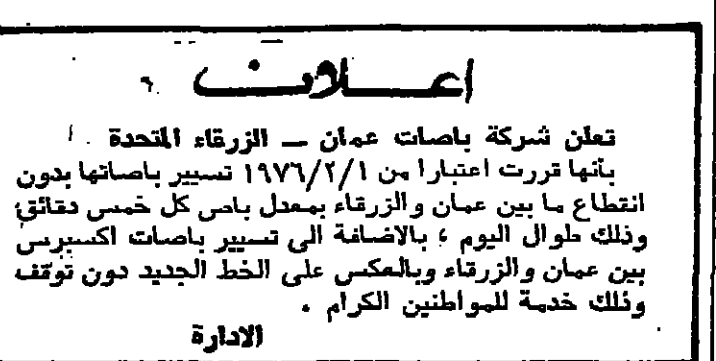 اعــلان
تعلن شركة باصات عمان — الزرقاء المتحدة .
بأنها قررت اعتبارا من ١٩٧٦/٢/١ تسيير باصاتها بدون
انقطاع ما بين عمان والزرقاء بمعدل باص كل خمس دقائق
وذلك طوال اليوم ، بالاضافة الى تسيير باصات اكسبرس
بين عمان والزرقاء وبالعكس على الخط الجديد دون توقف
وذلك خدمة للمواطنين الكرام .
الادارة